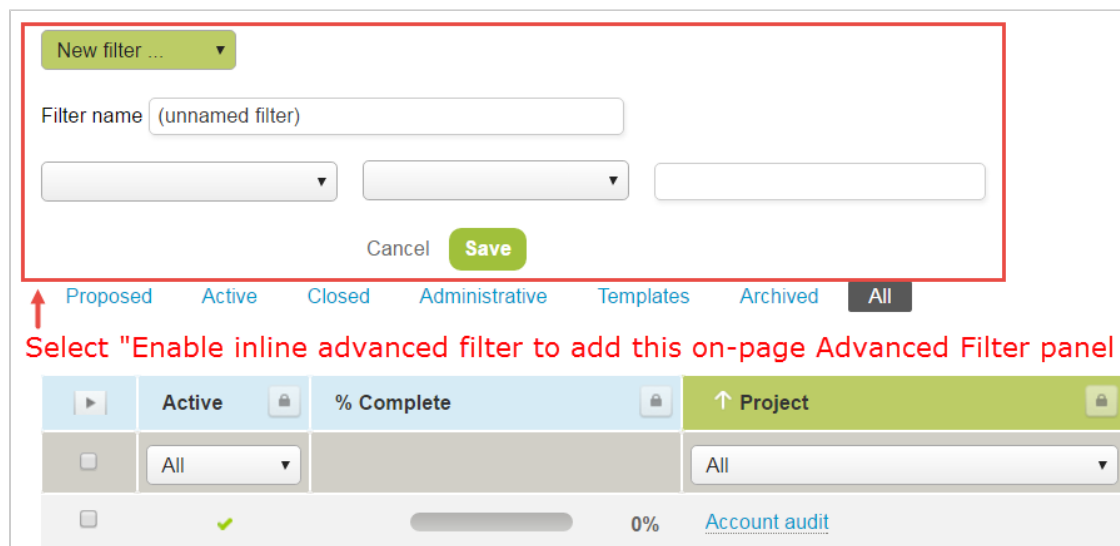 New filter ...
Filter name (unnamed filter)
Cancel Save
Proposed Active Closed Administrative Templates Archived All
Select "Enable inline advanced filter to add this on-page Advanced Filter panel
Active % Complete Project
All All
0% Account audit